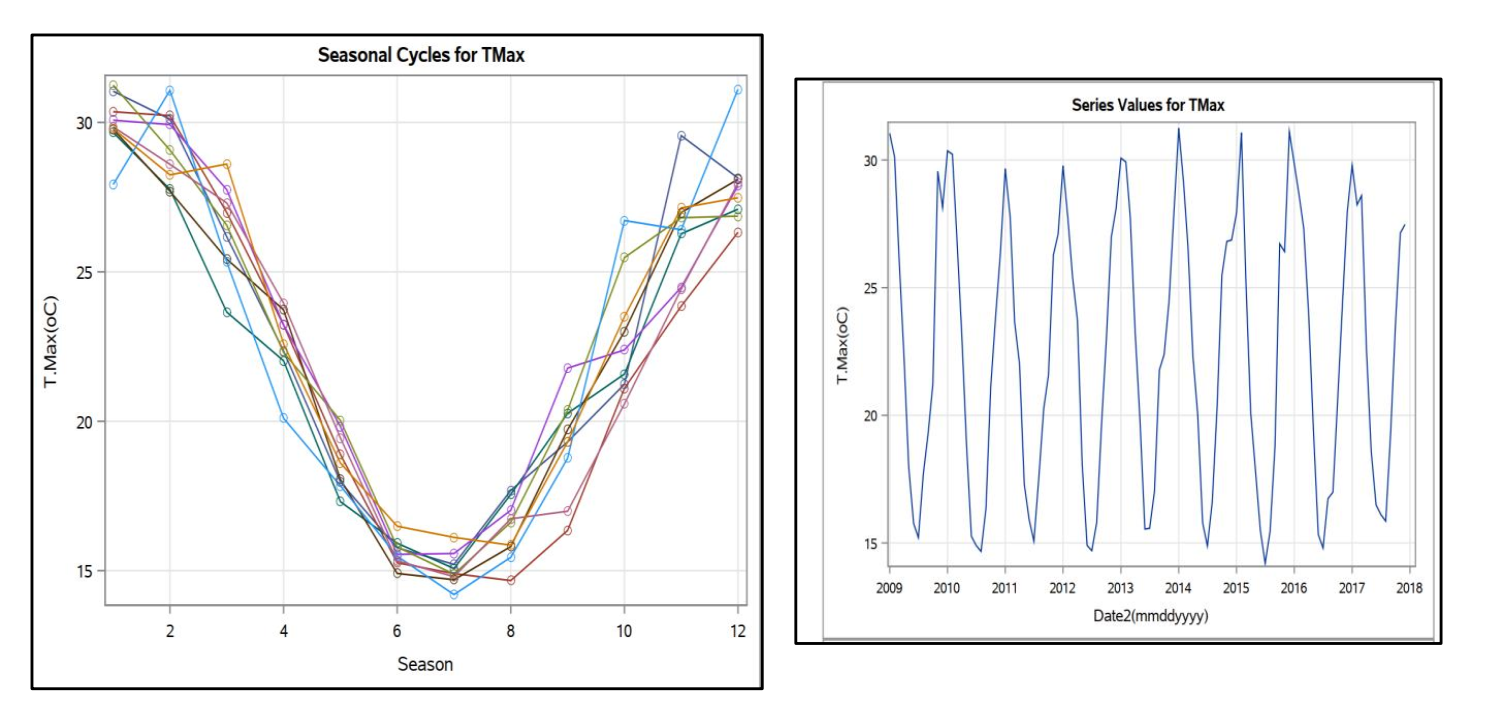 Seasonal Cycles for TMax
T.Max(oC)
30
25
20
15
2 4 6 8 10 12
Season
Series Values for TMax
T.Max(oC)
30
25
20
15
2009 2010 2011 2012 2013 2014 2015 2016 2017 2018
Date2(mmddyyyy)